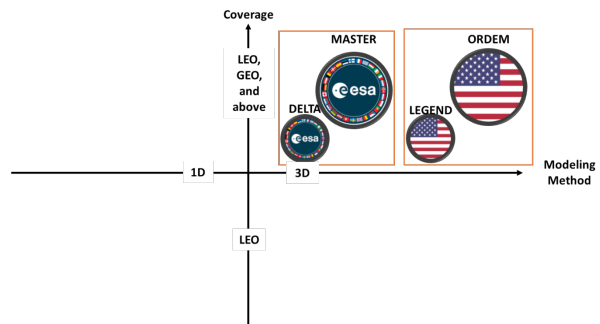 Coverage
MASTER
ORDEM
LEO,
GEO,
and
above
esa
DELTA
LEGEND
esa
1D
3D
Modeling
Method
LEO